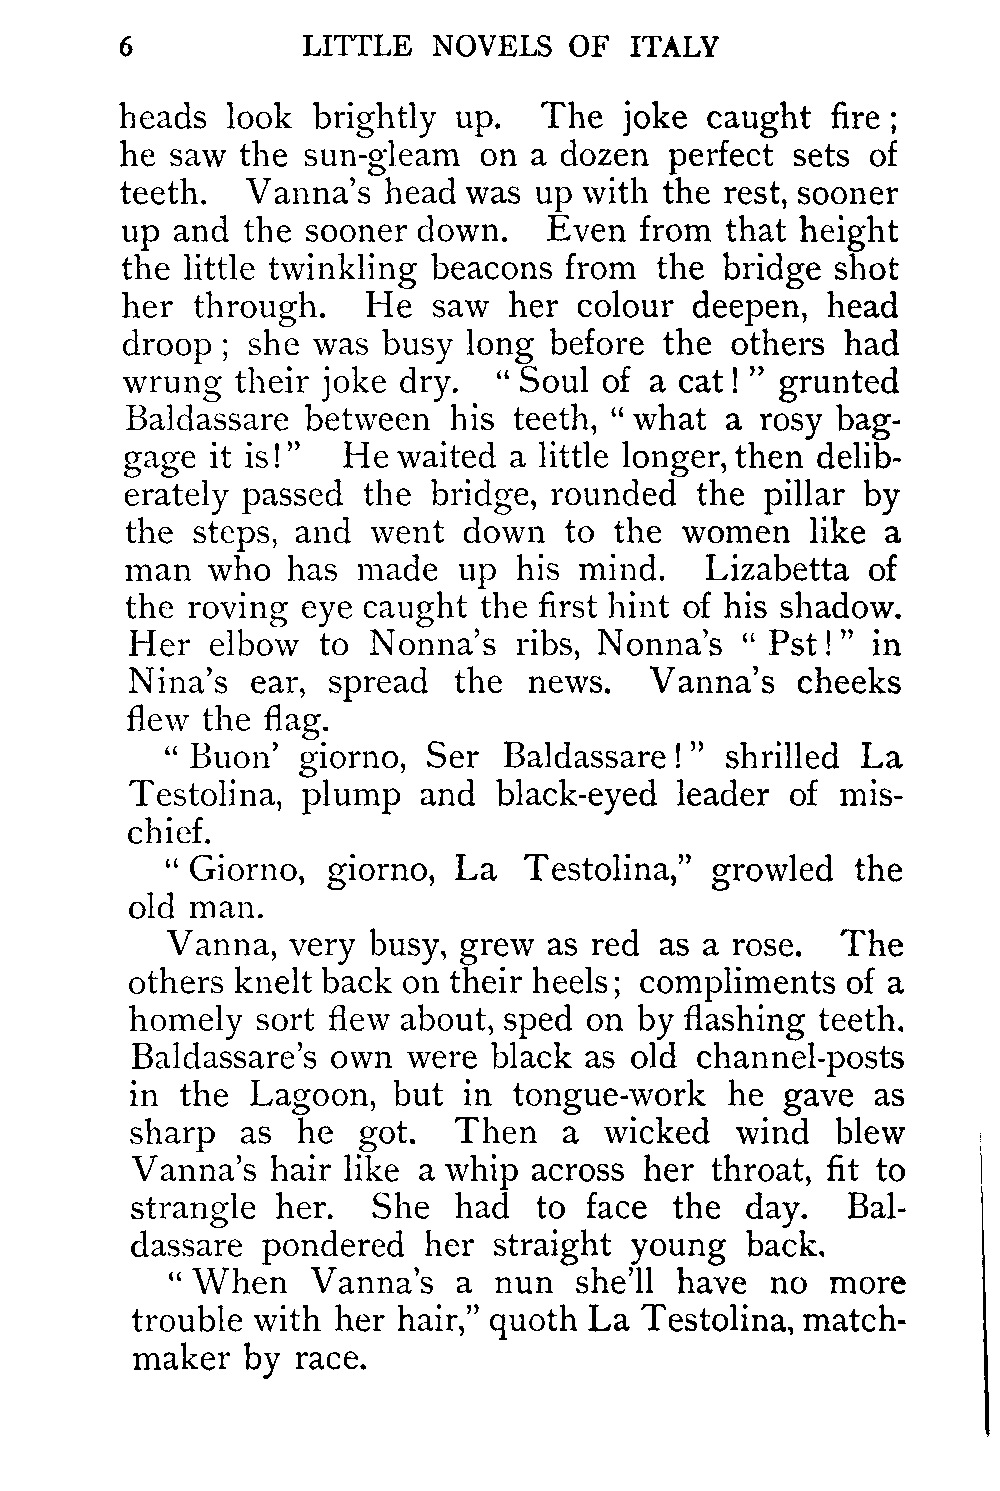 6 LITTLE NOVELS OF ITALY
heads look brightly up. The joke caught fire;
he saw the sun-gleam on a dozen perfect sets of
teeth. Vanna's head was up with the rest, sooner
up and the sooner down. Even from that height
the little twinkling beacons from the bridge shot
her through. He saw her colour deepen, head
droop; she was busy long before the others had
wrung their joke dry. "Soul of a cat!" grunted
Baldassare between his teeth, "what a rosy bag-
gage it is!" He waited a little longer, then delib-
erately passed the bridge, rounded the pillar by
the steps, and went down to the women like a
man who has made up his mind. Lizabetta of
the roving eye caught the first hint of his shadow.
Her elbow to Nonna's ribs, Nonna's "Pst!" in
Nina's ear, spread the news. Vanna's cheeks
flew the flag.
"Buon' giorno, Ser Baldassare!" shrilled La
Testolina, plump and black-eyed leader of mis-
chief.
"Giorno, giorno, La Testolina," growled the
old man.
Vanna, very busy, grew as red as a rose. The
others knelt back on their heels; compliments of a
homely sort flew about, sped on by flashing teeth.
Baldassare's own were black as old channel-posts
in the Lagoon, but in tongue-work he gave as
sharp as he got. Then a wicked wind blew
Vanna's hair like a whip across her throat, fit to
strangle her. She had to face the day. Bal-
dassare pondered her straight young back.
"When Vanna's a nun she'll have no more
trouble with her hair," quoth La Testolina, match-
maker by race.